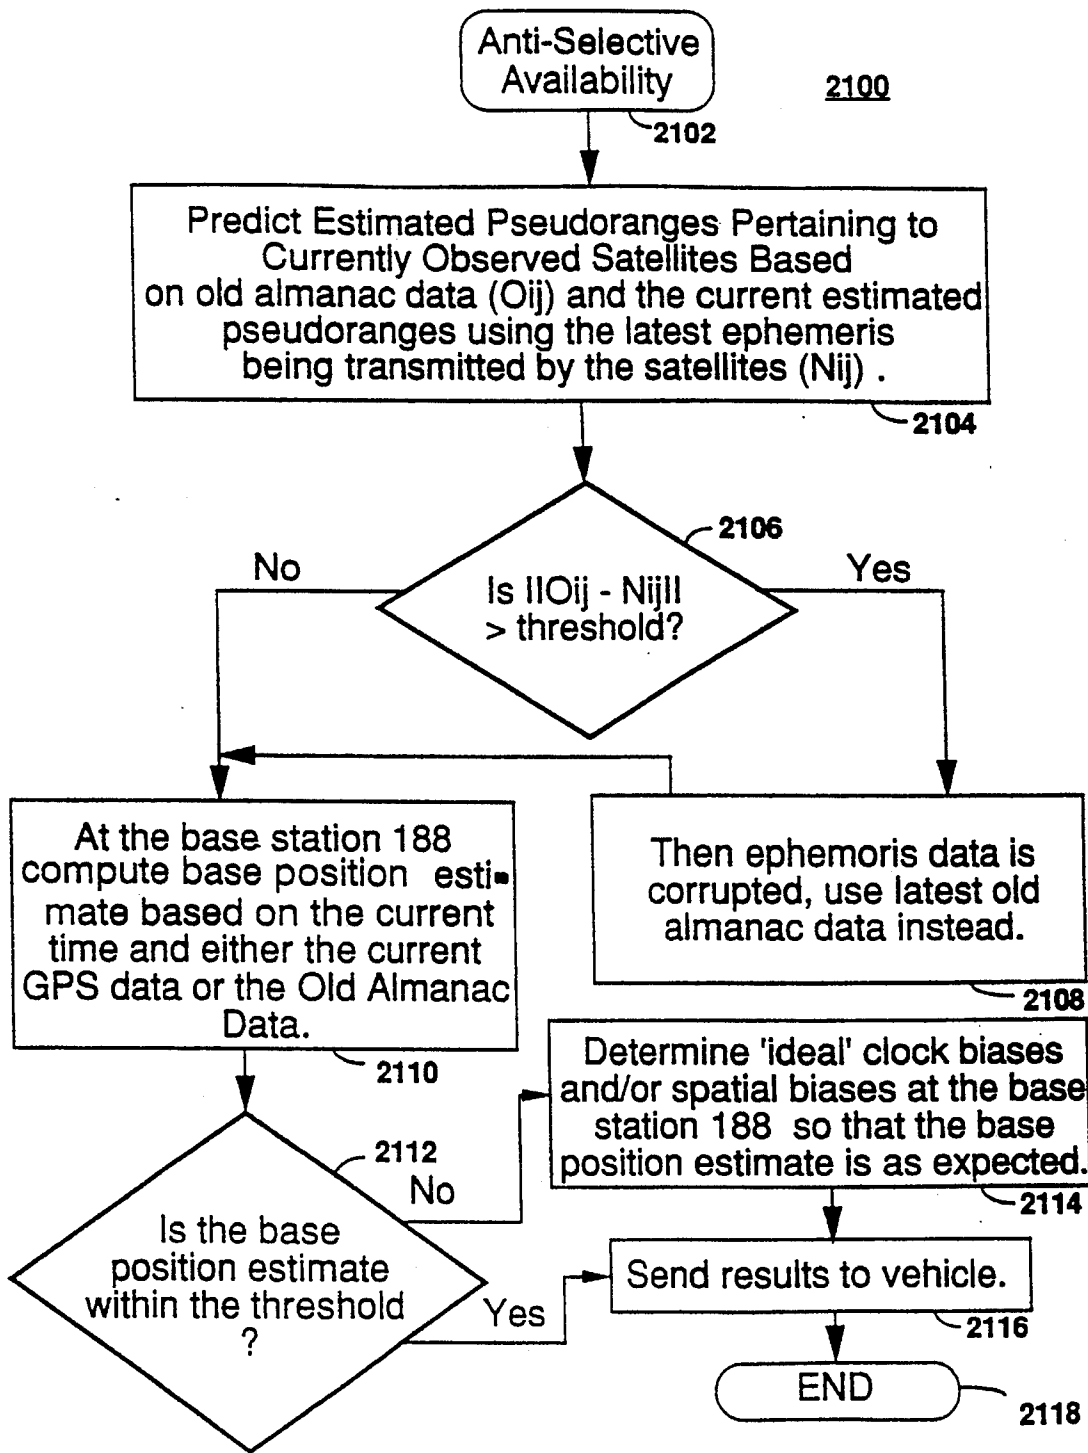 Anti-Selective
Availability
2100
2102
Predict Estimated Pseudoranges Pertaining to
Currently Observed Satellites Based
on old almanac data (Oij) and the current estimated
pseudoranges using the latest ephemeris
being transmitted by the satellites (Nij) .
2104
2106
No
Yes
Is IIOij - NijII
> threshold?
At the base station 188
compute base position esti-
mate based on the current
time and either the current
GPS data or the Old Almanac
Data.
2110
Then ephemoris data is
corrupted, use latest old
almanac data instead.
2108
Determine 'ideal' clock biases
and/or spatial biases at the base
station 188 so that the base
position estimate is as expected.
2114
2112
No
Is the base
position estimate
within the threshold
?
Yes
Send results to vehicle.
2116
END
2118